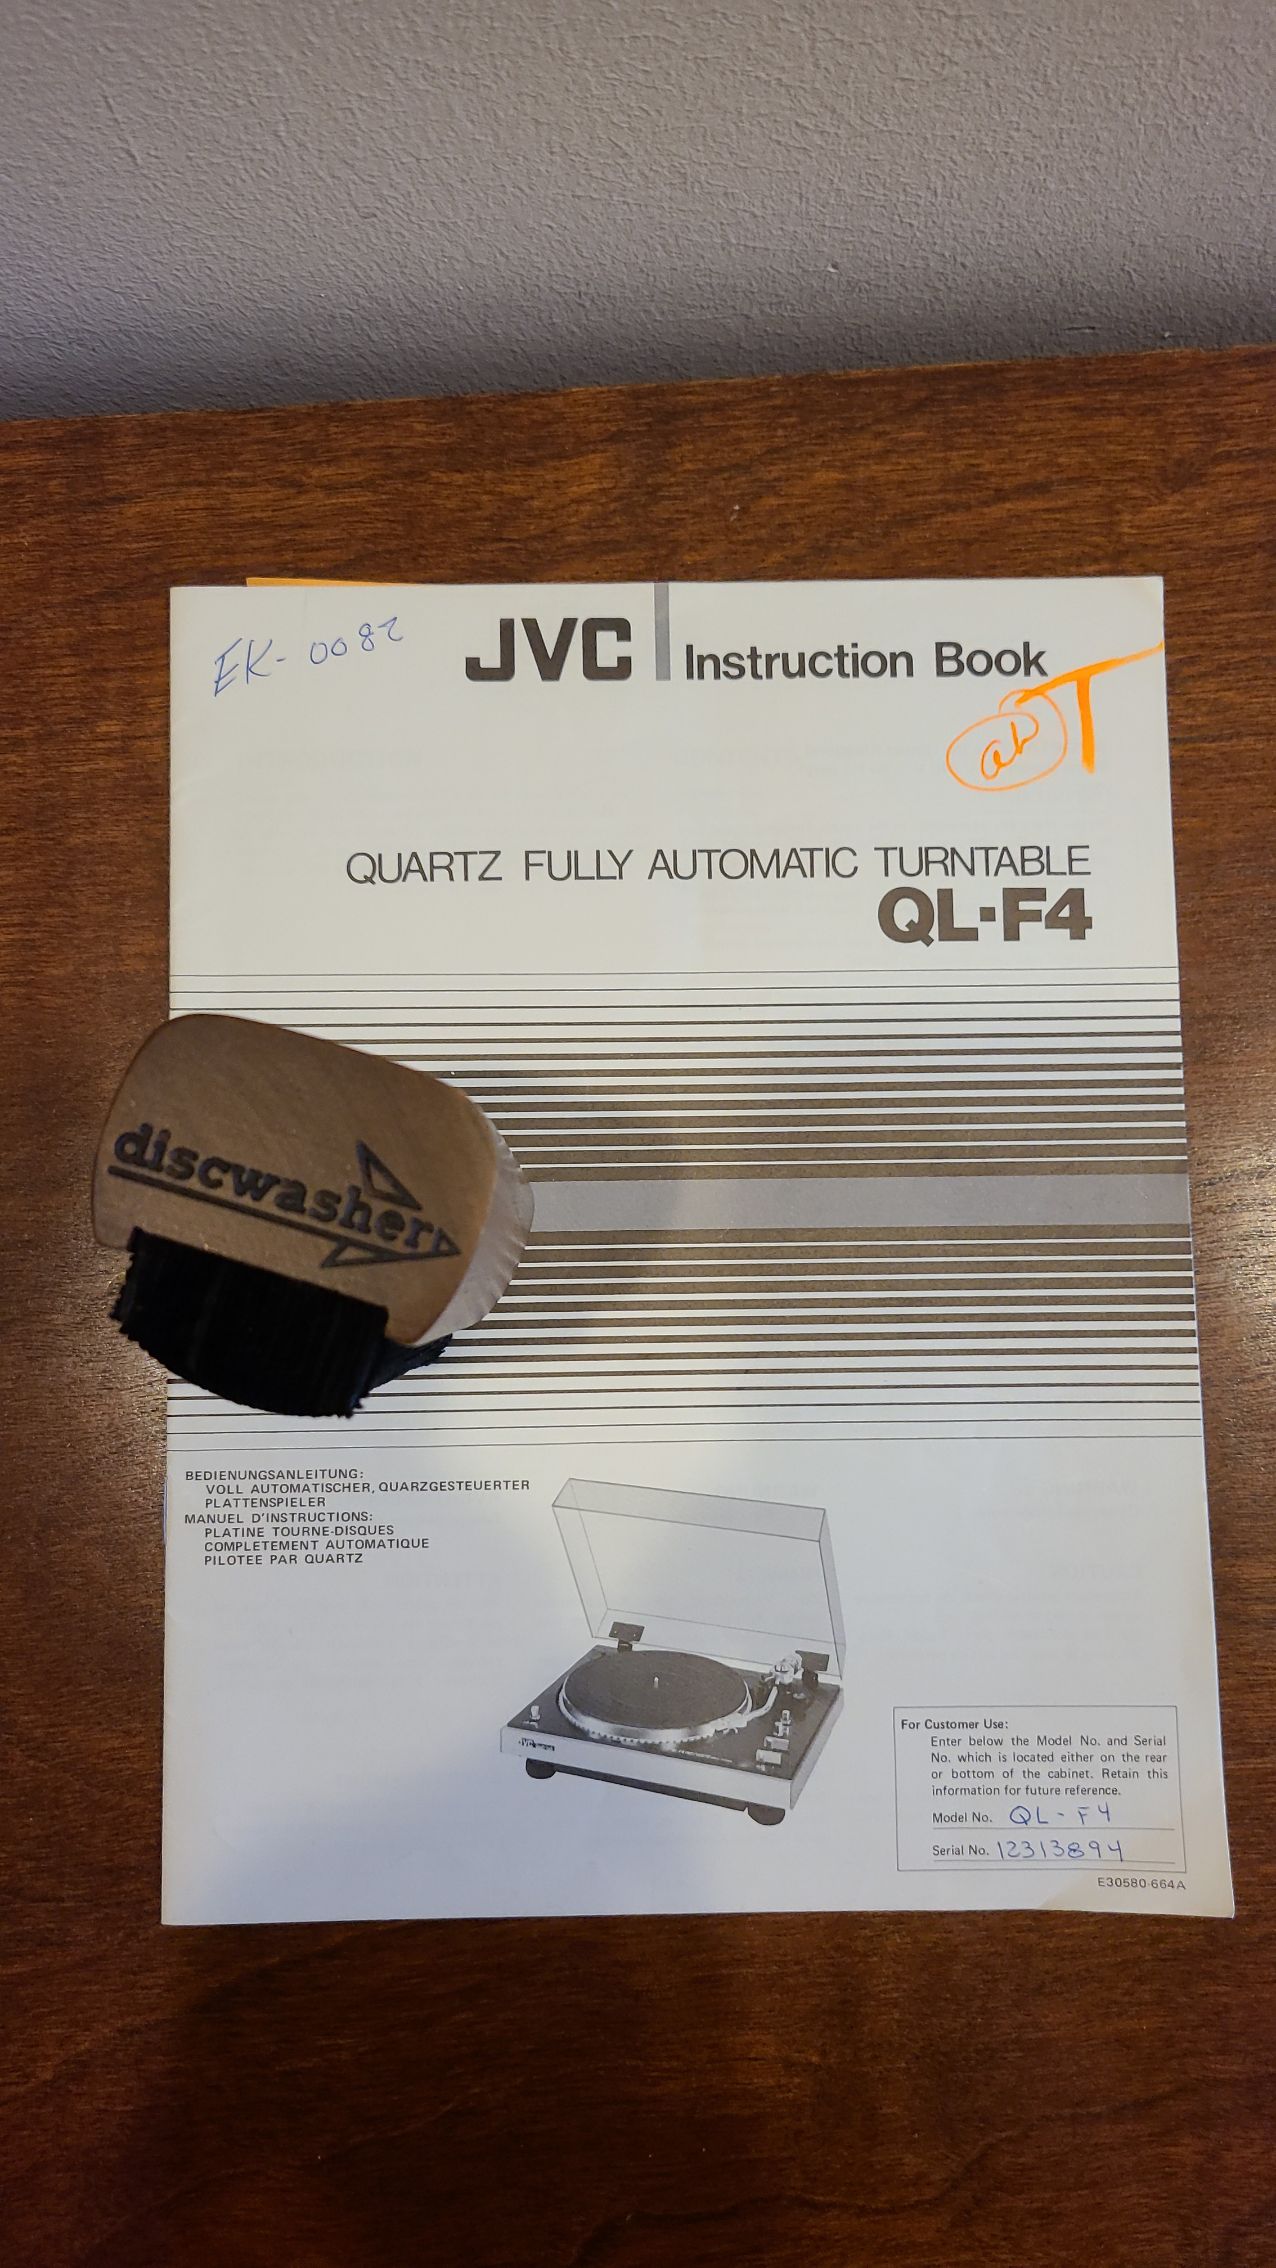 EK-0082
JVC Instruction Book
T
QUARTZ FULLY AUTOMATIC TURNTABLE
QL-F4
discwasher
BEDIENUNGSANLEITUNG:
VOLL AUTOMATISCHER, QUARZGESTEUERTER
PLATTENSPIELER
MANUEL D'INSTRUCTIONS:
PLATINE TOURNE-DISQUES
COMPLETEMENT AUTOMATIQUE
PILOTEE PAR QUARTZ
JVC
For Customer Use:
Enter below the Model No. and Serial
No. which is located either on the rear
or bottom of the cabinet. Retain this
information for future reference.
Model No. QL-F4
Serial No. 12313894
E30580-664A